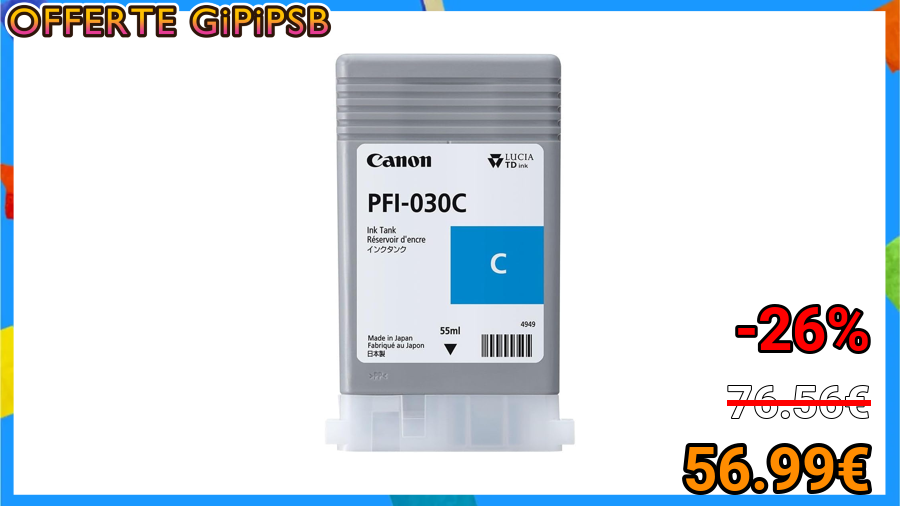 OFFERTE GiPiPSB
Canon
LUCIA
TD ink
PFI-030C
Ink Tank
Réservoir d'encre
インクタンク
C
4949
55ml
Made in Japan
Fabriqué au Japon
日本製
-26%
76.56€
56.99€